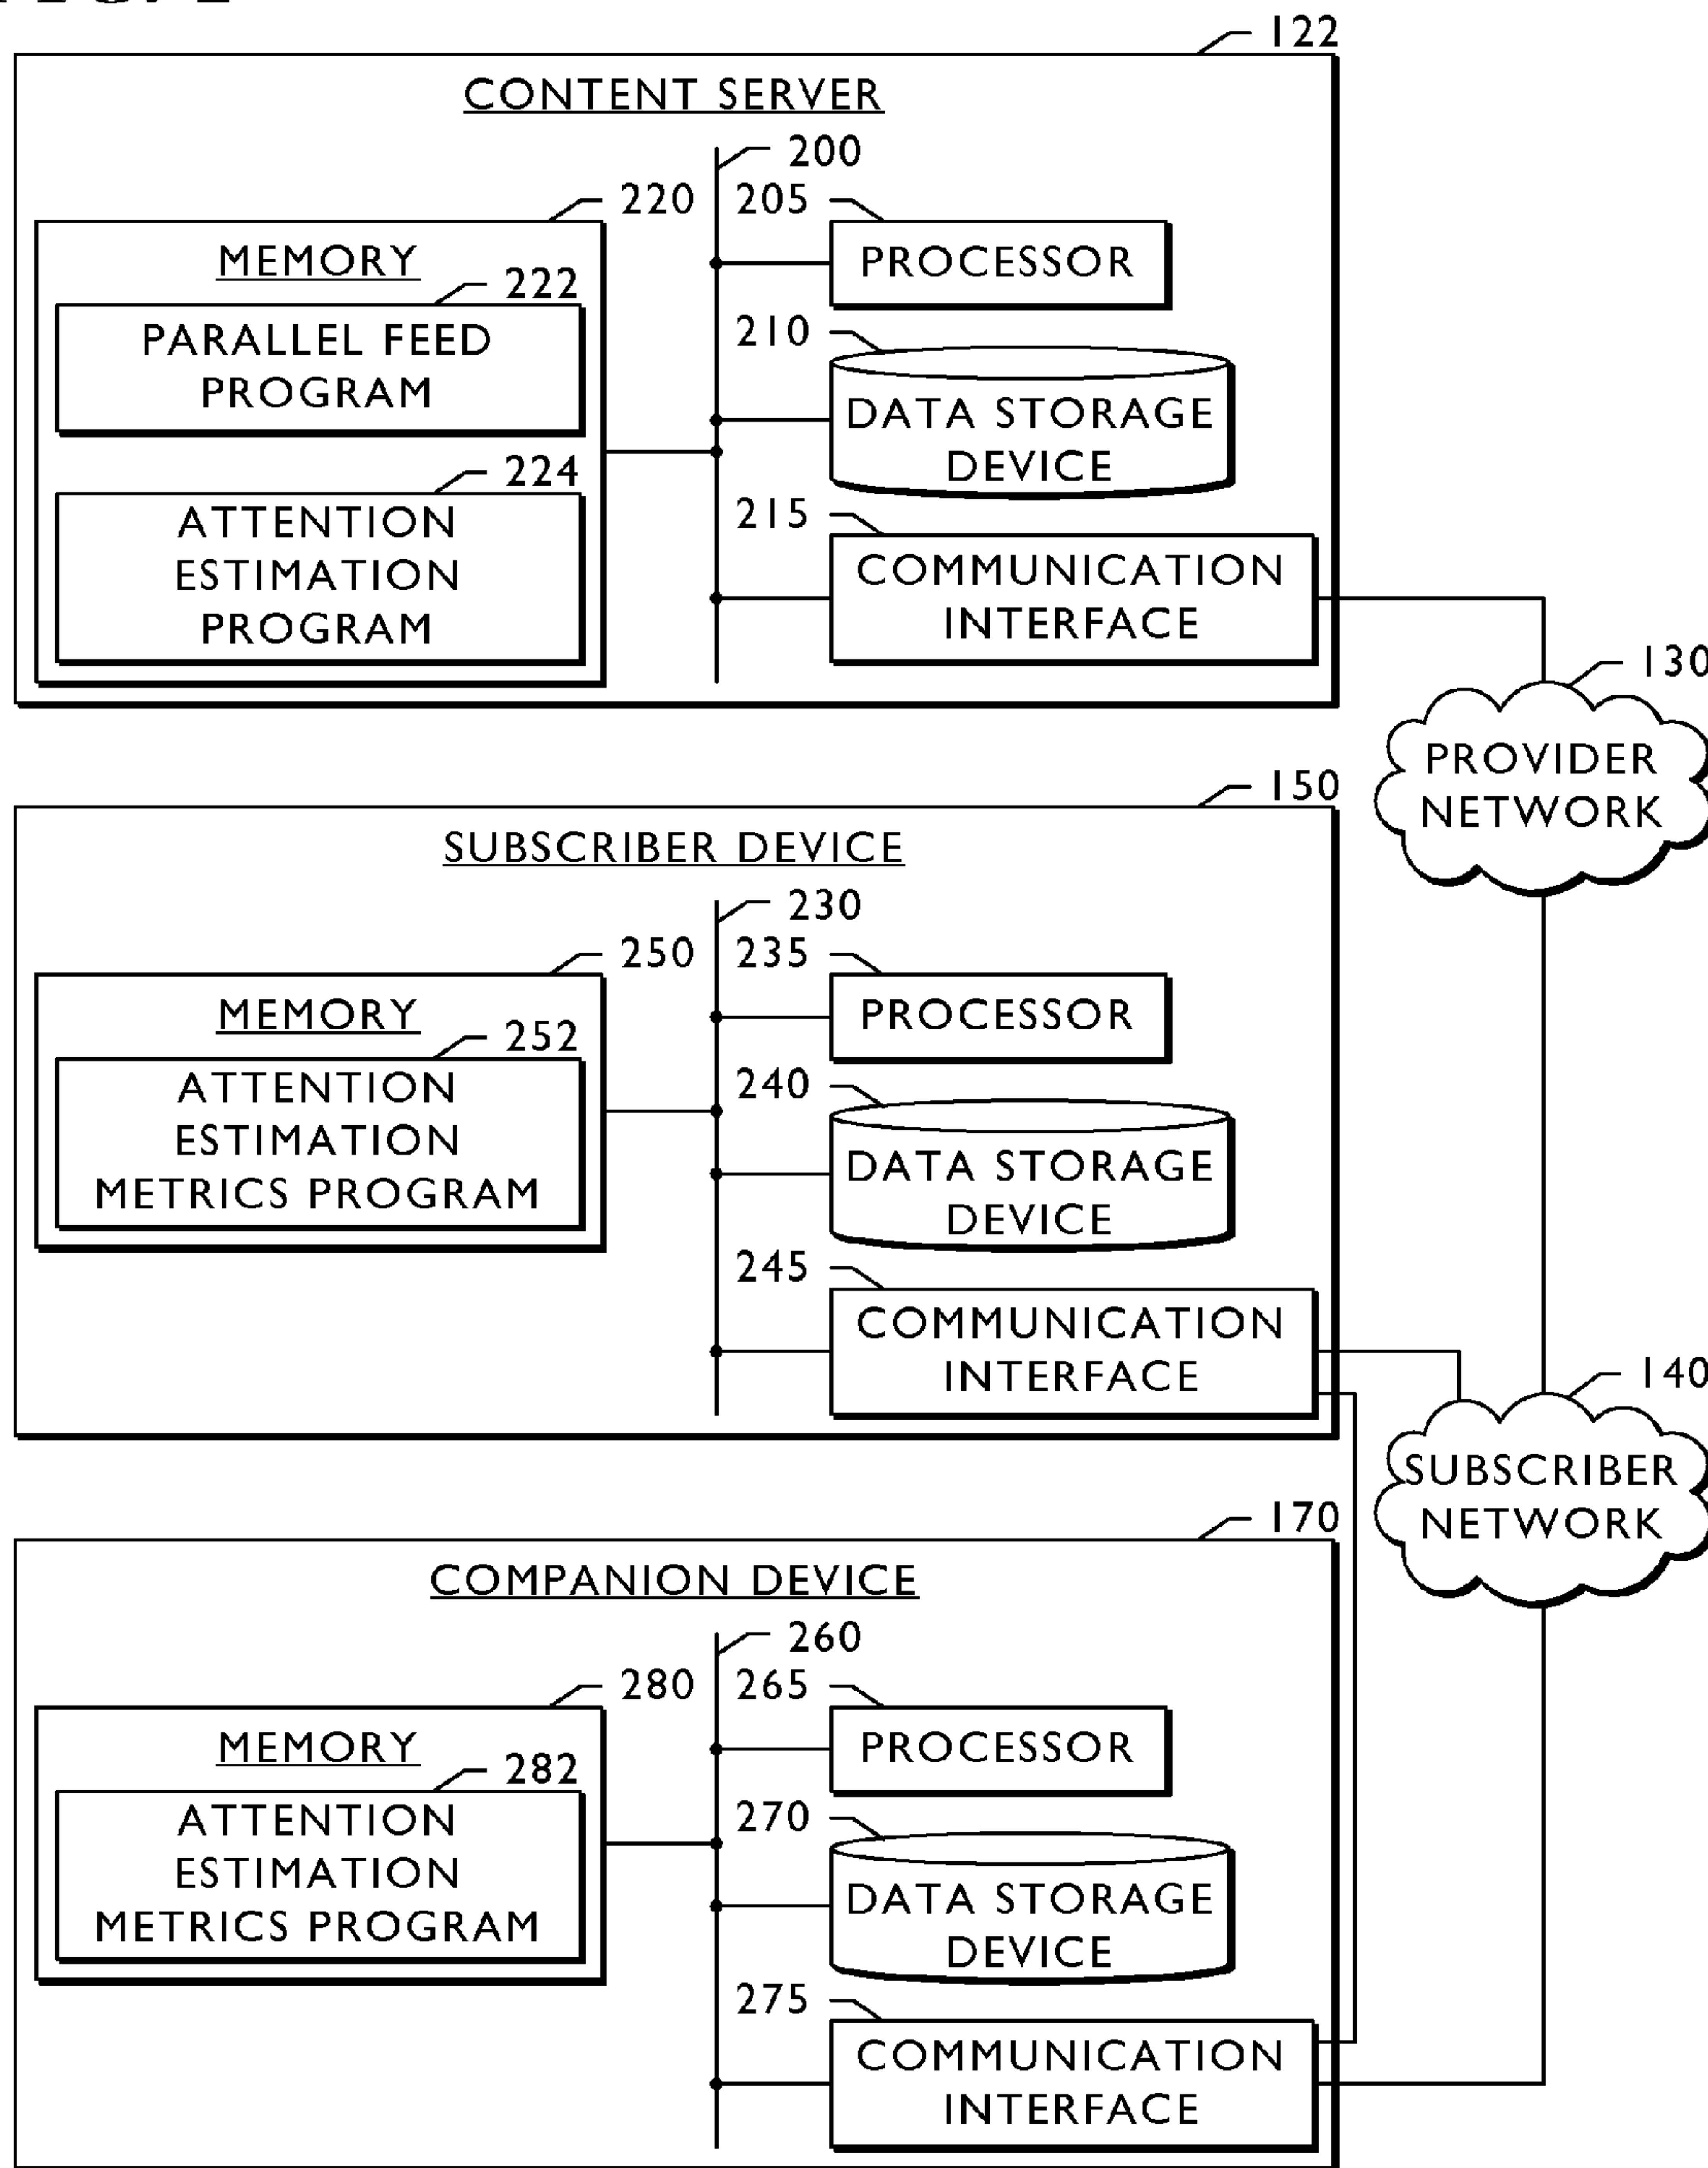 122
CONTENT SERVER
200
220
205
MEMORY
PROCESSOR
222
PARALLEL FEED
PROGRAM
210
DATA STORAGE
DEVICE
224
ATTENTION
ESTIMATION
PROGRAM
215
COMMUNICATION
INTERFACE
130
PROVIDER
NETWORK
150
SUBSCRIBER DEVICE
230
250
235
MEMORY
PROCESSOR
252
ATTENTION
ESTIMATION
METRICS PROGRAM
240
DATA STORAGE
DEVICE
245
COMMUNICATION
INTERFACE
140
SUBSCRIBER
NETWORK
170
COMPANION DEVICE
260
280
265
MEMORY
PROCESSOR
282
ATTENTION
ESTIMATION
METRICS PROGRAM
270
DATA STORAGE
DEVICE
275
COMMUNICATION
INTERFACE